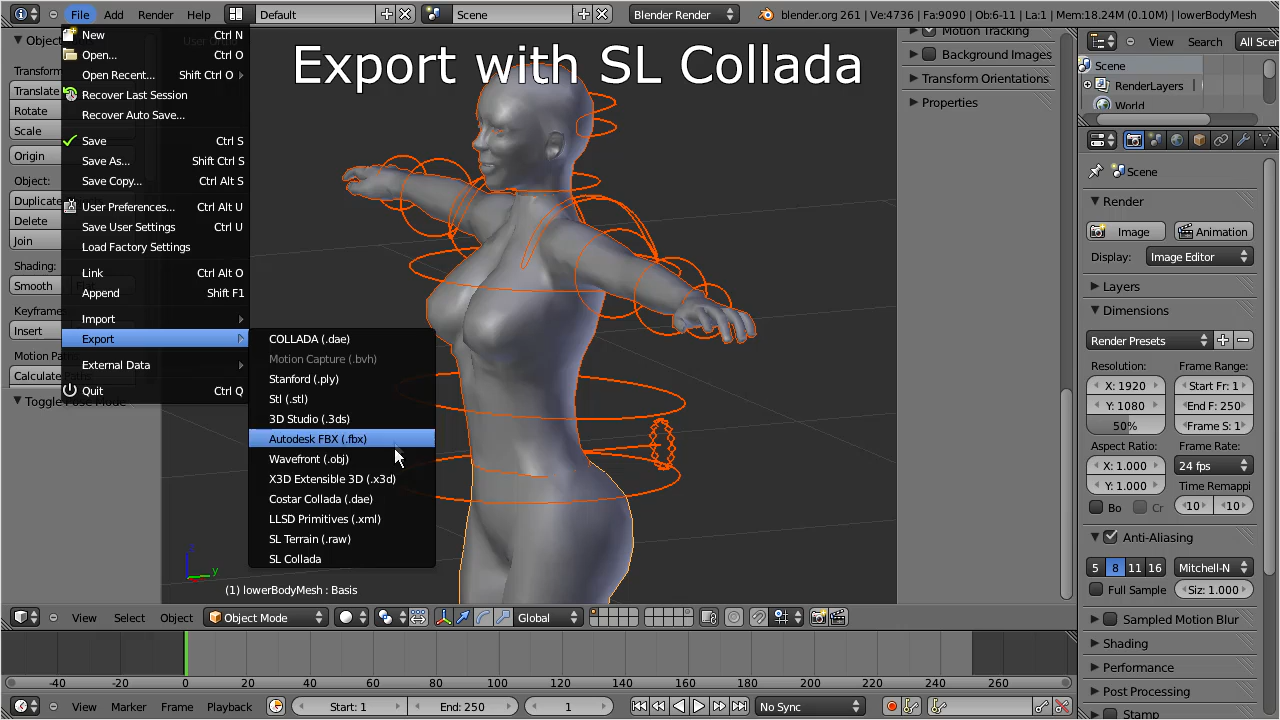 File Add Render Help Default Scene Blender Render blender.org 261 | Ve:4736 | Fa:9090 | Ob:6-11 | La:1 | Mem:18.24M (0.10M) | lowerBodyMesh
Export with SL Collada
New Ctrl N
Open... Ctrl O
Open Recent... Shift Ctrl O
Recover Last Session
Recover Auto Save...
Save Ctrl S
Save As... Shift Ctrl S
Save Copy... Ctrl Alt S
User Preferences... Ctrl Alt U
Save User Settings Ctrl U
Load Factory Settings
Link Ctrl Alt O
Append Shift F1
Import
Export
External Data
Quit Ctrl Q
COLLADA (.dae)
Motion Capture (.bvh)
Stanford (.ply)
Stl (.stl)
3D Studio (.3ds)
Autodesk FBX (.fbx)
Wavefront (.obj)
X3D Extensible 3D (.x3d)
Costar Collada (.dae)
LLSD Primitives (.xml)
SL Terrain (.raw)
SL Collada
Transform
Translate
Rotate
Scale
Origin
Object:
Duplicate
Delete
Join
Shading:
Smooth
Keyframe
Insert
Motion Paths
Calculate
Toggle Pose Mode
(1) lowerBodyMesh : Basis
Motion Tracking
Background Images
Transform Orientations
Properties
View Search All Scen
Scene
RenderLayers
World
Scene
Render
Image Animation
Display: Image Editor
Layers
Dimensions
Render Presets
Resolution: Frame Range:
X: 1920 Start Fr: 1
Y: 1080 End F: 250
50% Frame S: 1
Aspect Ratio: Frame Rate:
X: 1.000 24 fps
Y: 1.000 Time Remappi
Bo Cr 10 10
Anti-Aliasing
5 8 11 16 Mitchell-N
Full Sample Siz: 1.000
Sampled Motion Blur
Shading
Performance
Post Processing
Stamp
View Select Object Object Mode Global
-40 -20 0 20 40 60 80 100 120 140 160 180 200 220 240 260
View Marker Frame Playback Start: 1 End: 250 1 No Sync